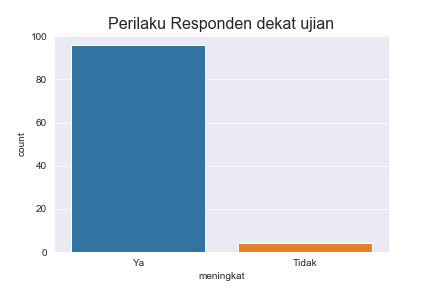 Perilaku Responden dekat ujian
100
80
60
40
20
0
count
Ya Tidak
meningkat